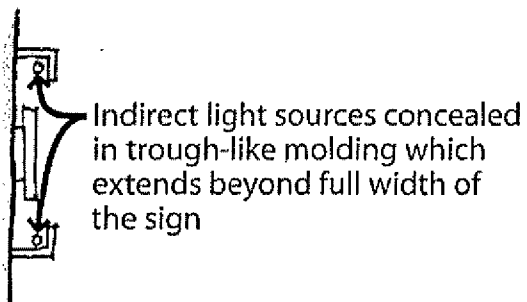 Indirect light sources concealed
in trough-like molding which
extends beyond full width of
the sign